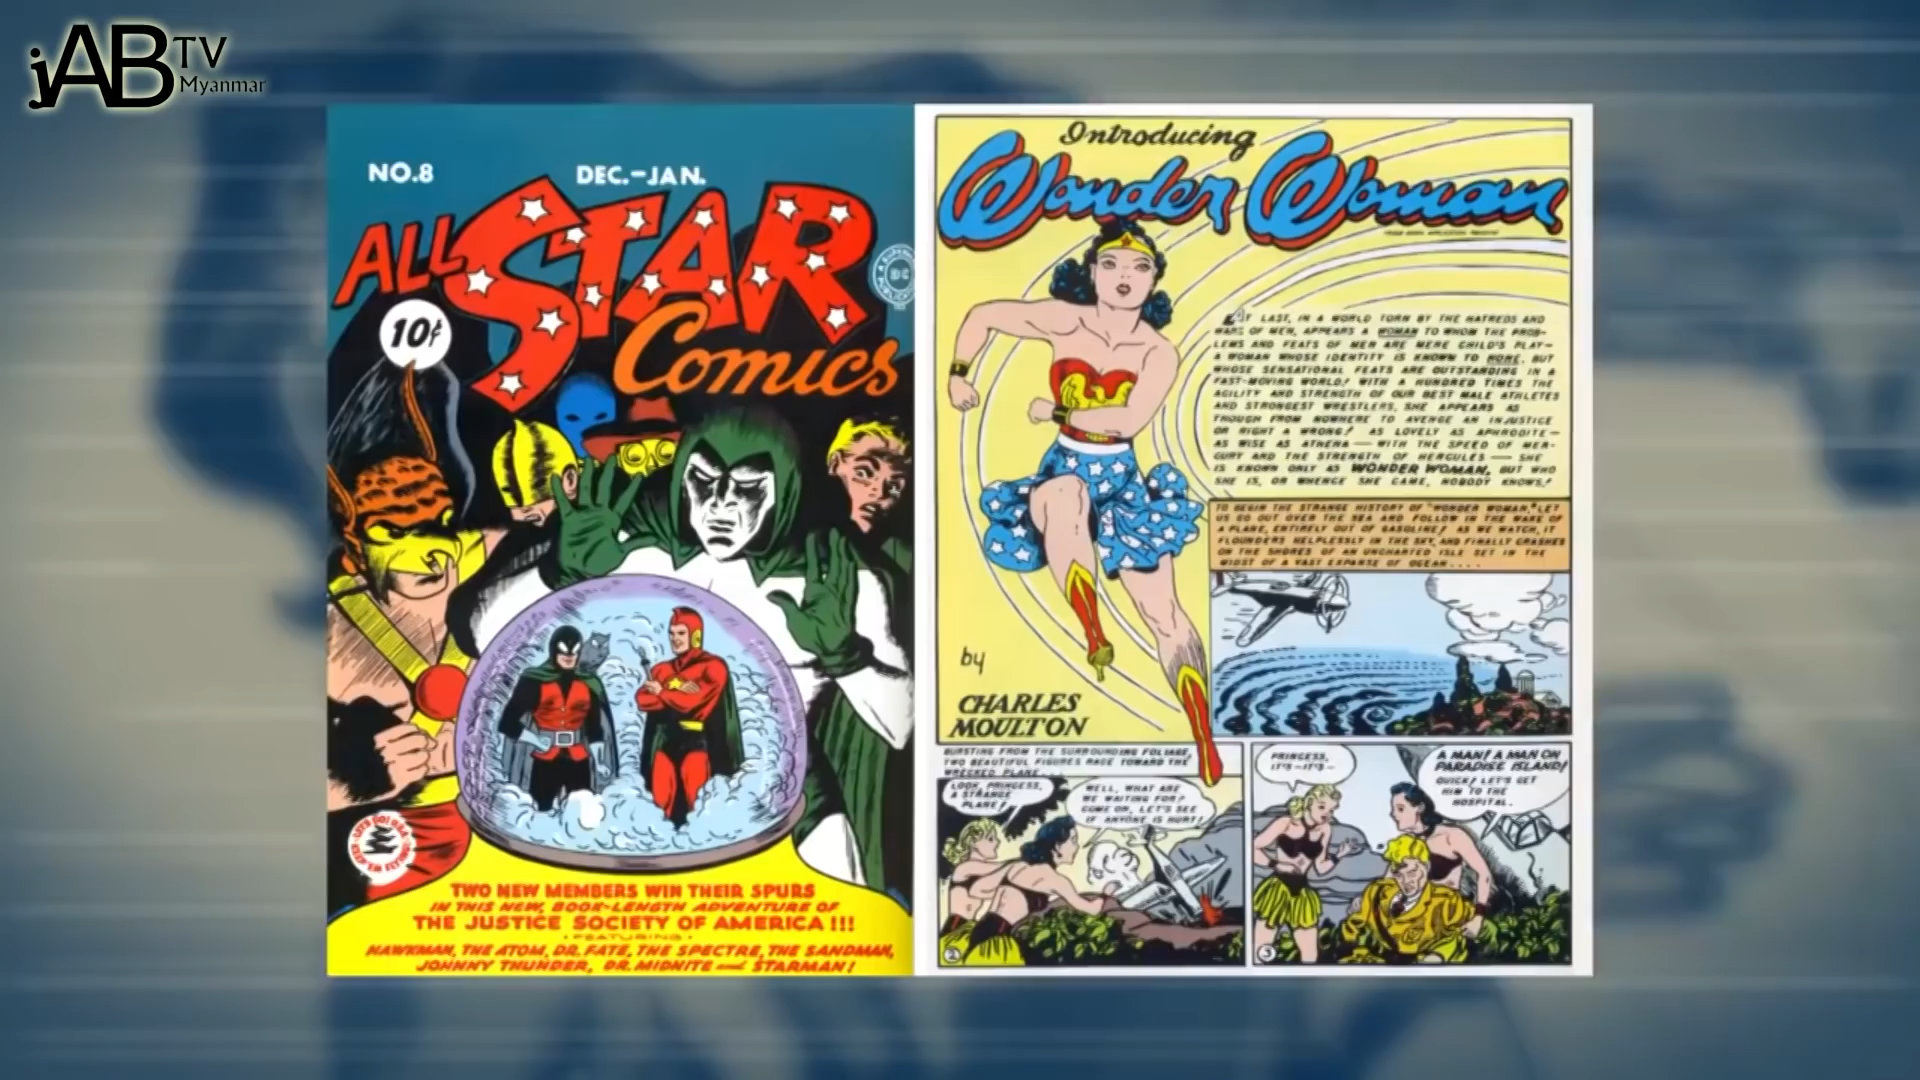 jAB TV
Myanmar
NO.8
DEC.-JAN.
ALL STAR
Comics
10¢
DC
TWO NEW MEMBERS WIN THEIR SPURS
IN THIS NEW, BOOK-LENGTH ADVENTURE OF
THE JUSTICE SOCIETY OF AMERICA !!!
• FEATURING •
HAWKMAN, THE ATOM, DR. FATE, THE SPECTRE, THE SANDMAN,
JOHNNY THUNDER, DR. MIDNITE and STARMAN!
Introducing
Wonder Woman
AT LAST, IN A WORLD TORN BY THE HATREDS AND
WARS OF MEN, APPEARS A WOMAN TO WHOM THE PROB-
LEMS AND FEATS OF MEN ARE MERE CHILD'S PLAY—
A WOMAN WHOSE IDENTITY IS KNOWN TO NONE, BUT
WHOSE SENSATIONAL FEATS ARE OUTSTANDING IN A
FAST-MOVING WORLD! WITH A HUNDRED TIMES THE
AGILITY AND STRENGTH OF OUR BEST MALE ATHLETES
AND STRONGEST WRESTLERS, SHE APPEARS AS
THOUGH FROM NOWHERE TO AVENGE AN INJUSTICE
OR RIGHT A WRONG! AS LOVELY AS APHRODITE—
AS WISE AS ATHENA — WITH THE SPEED OF MER-
CURY AND THE STRENGTH OF HERCULES — SHE
IS KNOWN ONLY AS WONDER WOMAN, BUT WHO
SHE IS, OR WHENCE SHE CAME, NOBODY KNOWS!
TO BEGIN THE STRANGE HISTORY OF "WONDER WOMAN," LET
US GO OUT OVER THE SEA AND FOLLOW IN THE WAKE OF
A PLANE, ENTIRELY OUT OF GASOLINE! AS WE WATCH, IT
FLOUNDERS HELPLESSLY IN THE SKY, AND FINALLY CRASHES
ON THE SHORES OF AN UNCHARTED ISLE SET IN THE
MIDST OF A VAST EXPANSE OF OCEAN....
by
CHARLES
MOULTON
BURSTING FROM THE SURROUNDING FOLIAGE,
TWO BEAUTIFUL FIGURES RACE TOWARD THE
WRECKED PLANE...
LOOK, PRINCESS,
A STRANGE
PLANE!
WELL, WHAT ARE
WE WAITING FOR?
COME ON, LET'S SEE
IF ANYONE IS HURT!
2
PRINCESS,
IT'S—IT'S—
A MAN! A MAN ON
PARADISE ISLAND!
QUICK! LET'S GET
HIM TO THE
HOSPITAL.
3